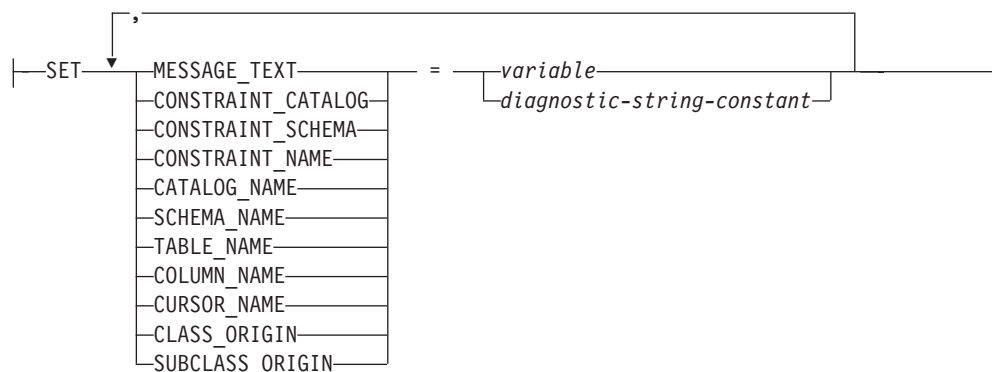 ,
SET MESSAGE_TEXT = variable
CONSTRAINT_CATALOG diagnostic-string-constant
CONSTRAINT_SCHEMA
CONSTRAINT_NAME
CATALOG_NAME
SCHEMA_NAME
TABLE_NAME
COLUMN_NAME
CURSOR_NAME
CLASS_ORIGIN
SUBCLASS_ORIGIN